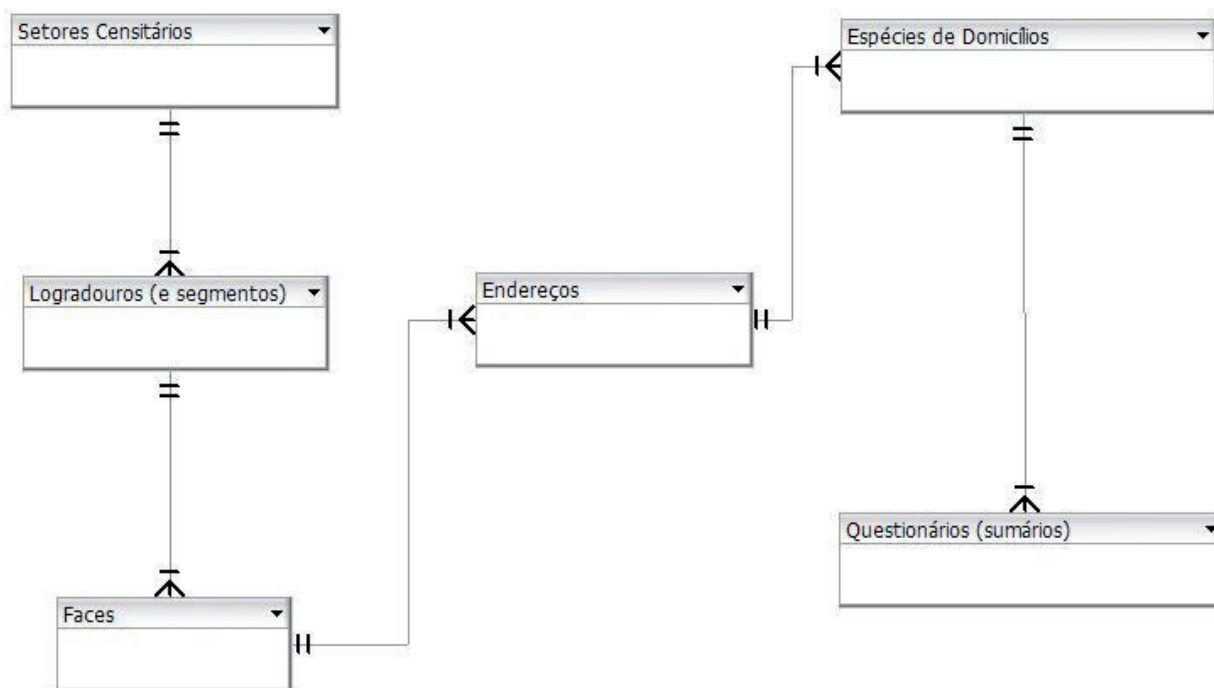 Setores Censitários
Espécies de Domicílios
Logradouros (e segmentos)
Endereços
Questionários (sumários)
Faces